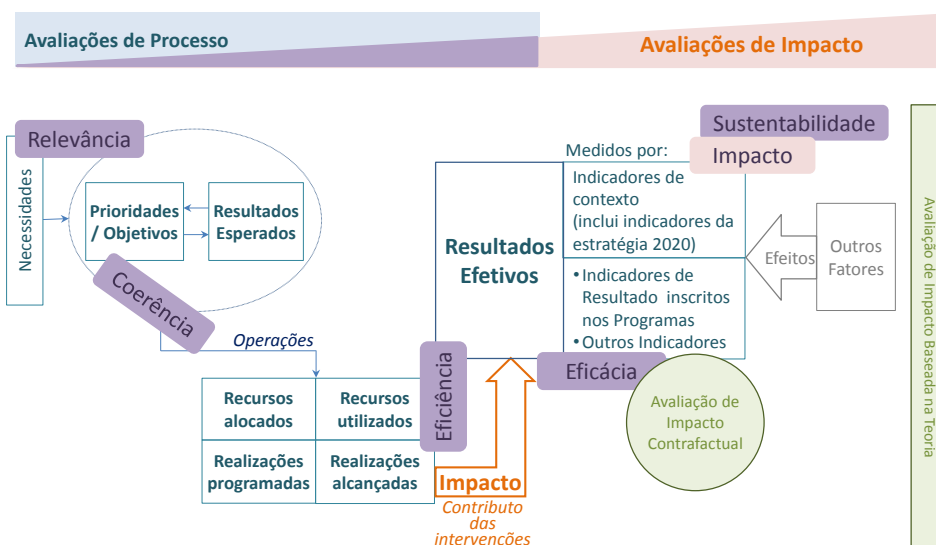 Avaliações de Processo
Avaliações de Impacto
Relevância
Necessidades
Prioridades
/ Objetivos
Resultados
Esperados
Coerência
Operações
Recursos
alocados
Recursos
utilizados
Realizações
programadas
Realizações
alcançadas
Eficiência
Resultados
Efetivos
Medidos por:
Indicadores de
contexto
(inclui indicadores da
estratégia 2020)
• Indicadores de
Resultado inscritos
nos Programas
• Outros Indicadores
Sustentabilidade
Impacto
Eficácia
Efeitos
Outros
Fatores
Avaliação de
Impacto
Contrafactual
Impacto
Contributo
das
intervenções
Avaliação de Impacto Baseada na Teoria